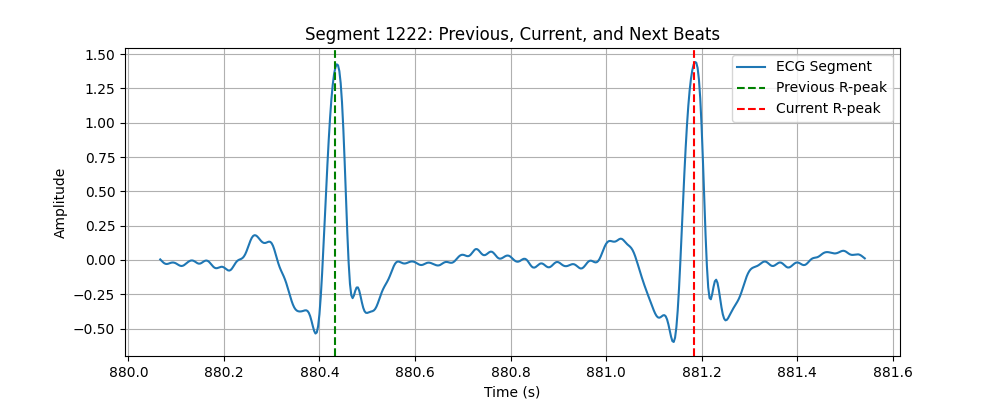 Segment 1222: Previous, Current, and Next Beats
1.50
1.25
1.00
0.75
0.50
0.25
0.00
−0.25
−0.50
Amplitude
ECG Segment
Previous R-peak
Current R-peak
880.0 880.2 880.4 880.6 880.8 881.0 881.2 881.4 881.6
Time (s)